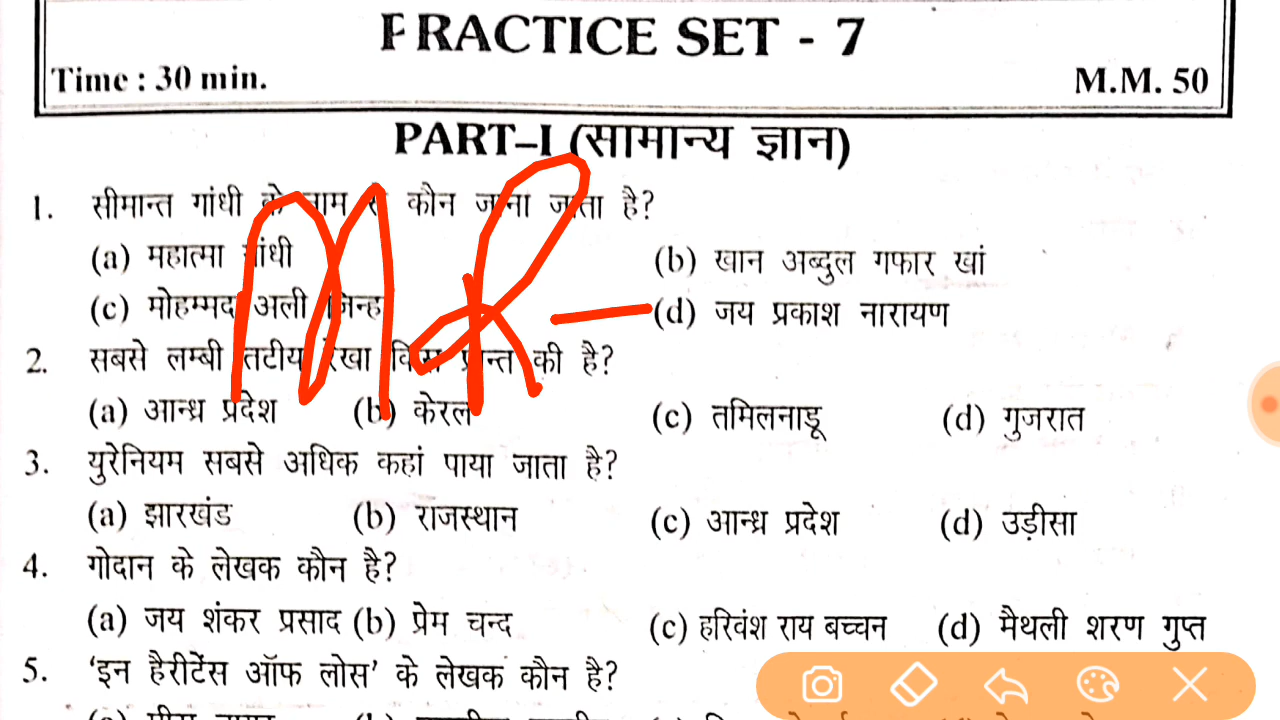 PRACTICE SET - 7
Time : 30 min. M.M. 50
PART–I (सामान्य ज्ञान)
1. सीमान्त गांधी के नाम से कौन जाना जाता है?
(a) महात्मा गांधी (b) खान अब्दुल गफार खां
(c) मोहम्मद अली जिन्ह (d) जय प्रकाश नारायण
2. सबसे लम्बी तटीय रेखा किस प्रान्त की है?
(a) आन्ध्र प्रदेश (b) केरल (c) तमिलनाडू (d) गुजरात
3. युरेनियम सबसे अधिक कहां पाया जाता है?
(a) झारखंड (b) राजस्थान (c) आन्ध्र प्रदेश (d) उड़ीसा
4. गोदान के लेखक कौन है?
(a) जय शंकर प्रसाद (b) प्रेम चन्द (c) हरिवंश राय बच्चन (d) मैथली शरण गुप्त
5. ‘इन हैरीटेंस ऑफ लोस’ के लेखक कौन है?